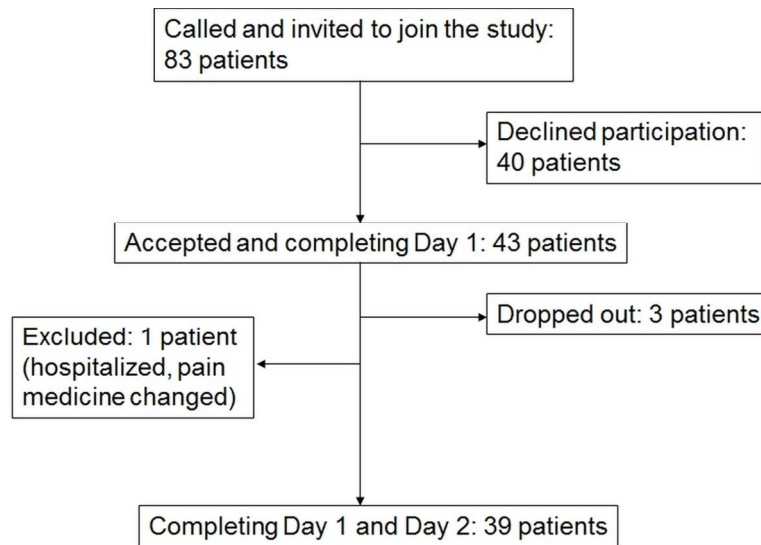 Called and invited to join the study:
83 patients
Declined participation:
40 patients
Accepted and completing Day 1: 43 patients
Dropped out: 3 patients
Excluded: 1 patient
(hospitalized, pain
medicine changed)
Completing Day 1 and Day 2: 39 patients